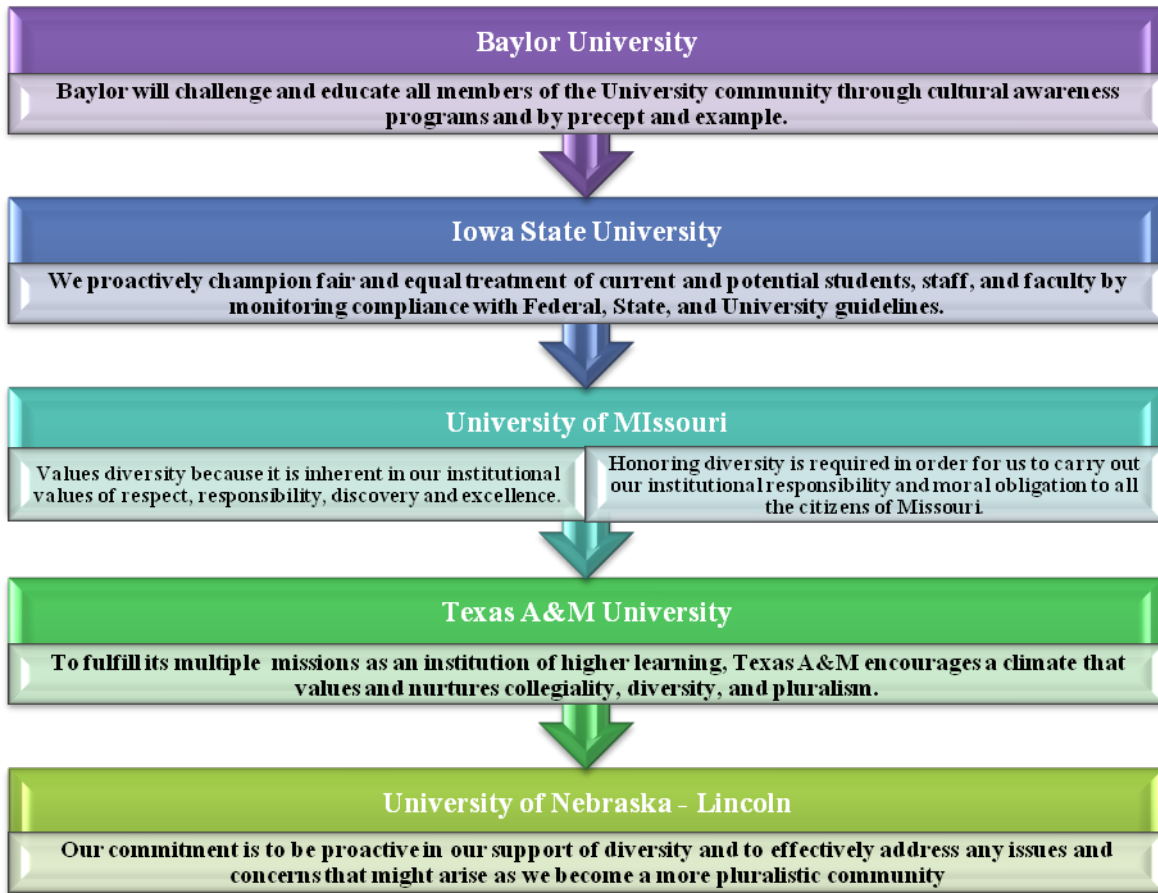 Baylor University
Baylor will challenge and educate all members of the University community through cultural awareness
programs and by precept and example.
Iowa State University
We proactively champion fair and equal treatment of current and potential students, staff, and faculty by
monitoring compliance with Federal, State, and University guidelines.
University of MIssouri
Values diversity because it is inherent in our institutional
values of respect, responsibility, discovery and excellence.
Honoring diversity is required in order for us to carry out
our institutional responsibility and moral obligation to all
the citizens of Missouri.
Texas A&M University
To fulfill its multiple missions as an institution of higher learning, Texas A&M encourages a climate that
values and nurtures collegiality, diversity, and pluralism.
University of Nebraska - Lincoln
Our commitment is to be proactive in our support of diversity and to effectively address any issues and
concerns that might arise as we become a more pluralistic community